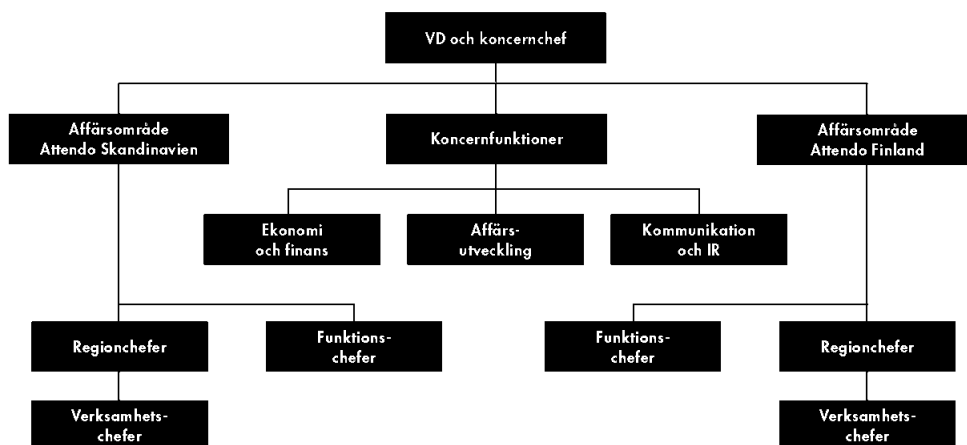 VD och koncernchef
Affärsområde
Attendo Skandinavien
Koncernfunktioner
Affärsområde
Attendo Finland
Ekonomi
och finans
Affärs-
utveckling
Kommunikation
och IR
Regionchefer
Funktions-
chefer
Funktions-
chefer
Regionchefer
Verksamhets-
chefer
Verksamhets-
chefer